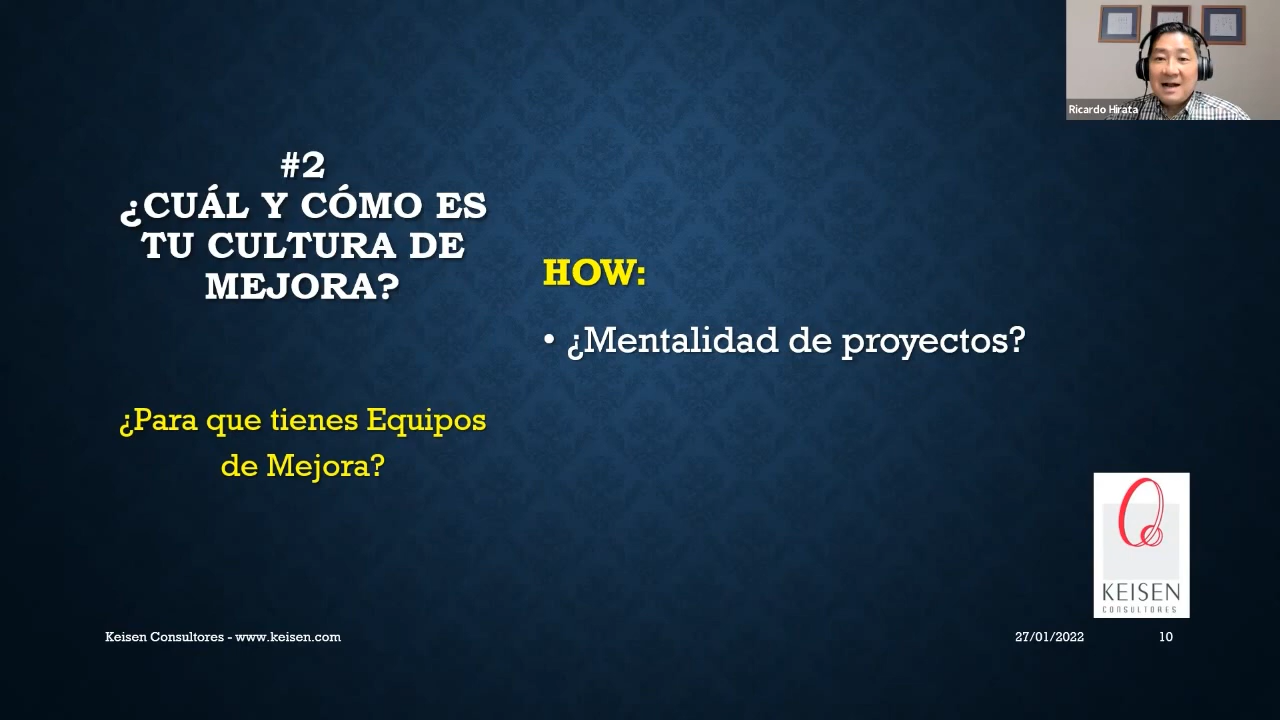 Ricardo Hirata
#2
¿CUÁL Y CÓMO ES
TU CULTURA DE
MEJORA?
¿Para que tienes Equipos
de Mejora?
HOW:
• ¿Mentalidad de proyectos?
KEISEN
CONSULTORES
Keisen Consultores - www.keisen.com
27/01/2022
10